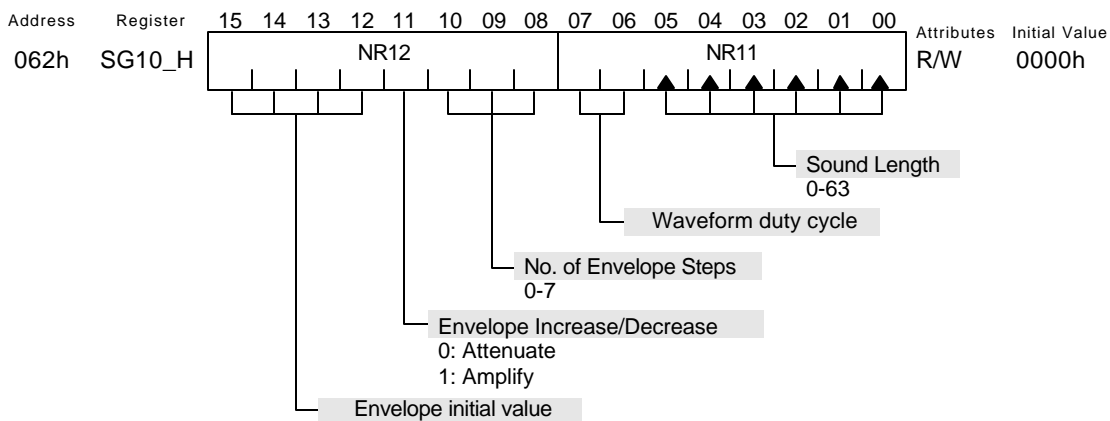 Address Register 15 14 13 12 11 10 09 08 07 06 05 04 03 02 01 00 Attributes Initial Value
062h SG10_H NR12 NR11 R/W 0000h
Sound Length
0-63
Waveform duty cycle
No. of Envelope Steps
0-7
Envelope Increase/Decrease
0: Attenuate
1: Amplify
Envelope initial value